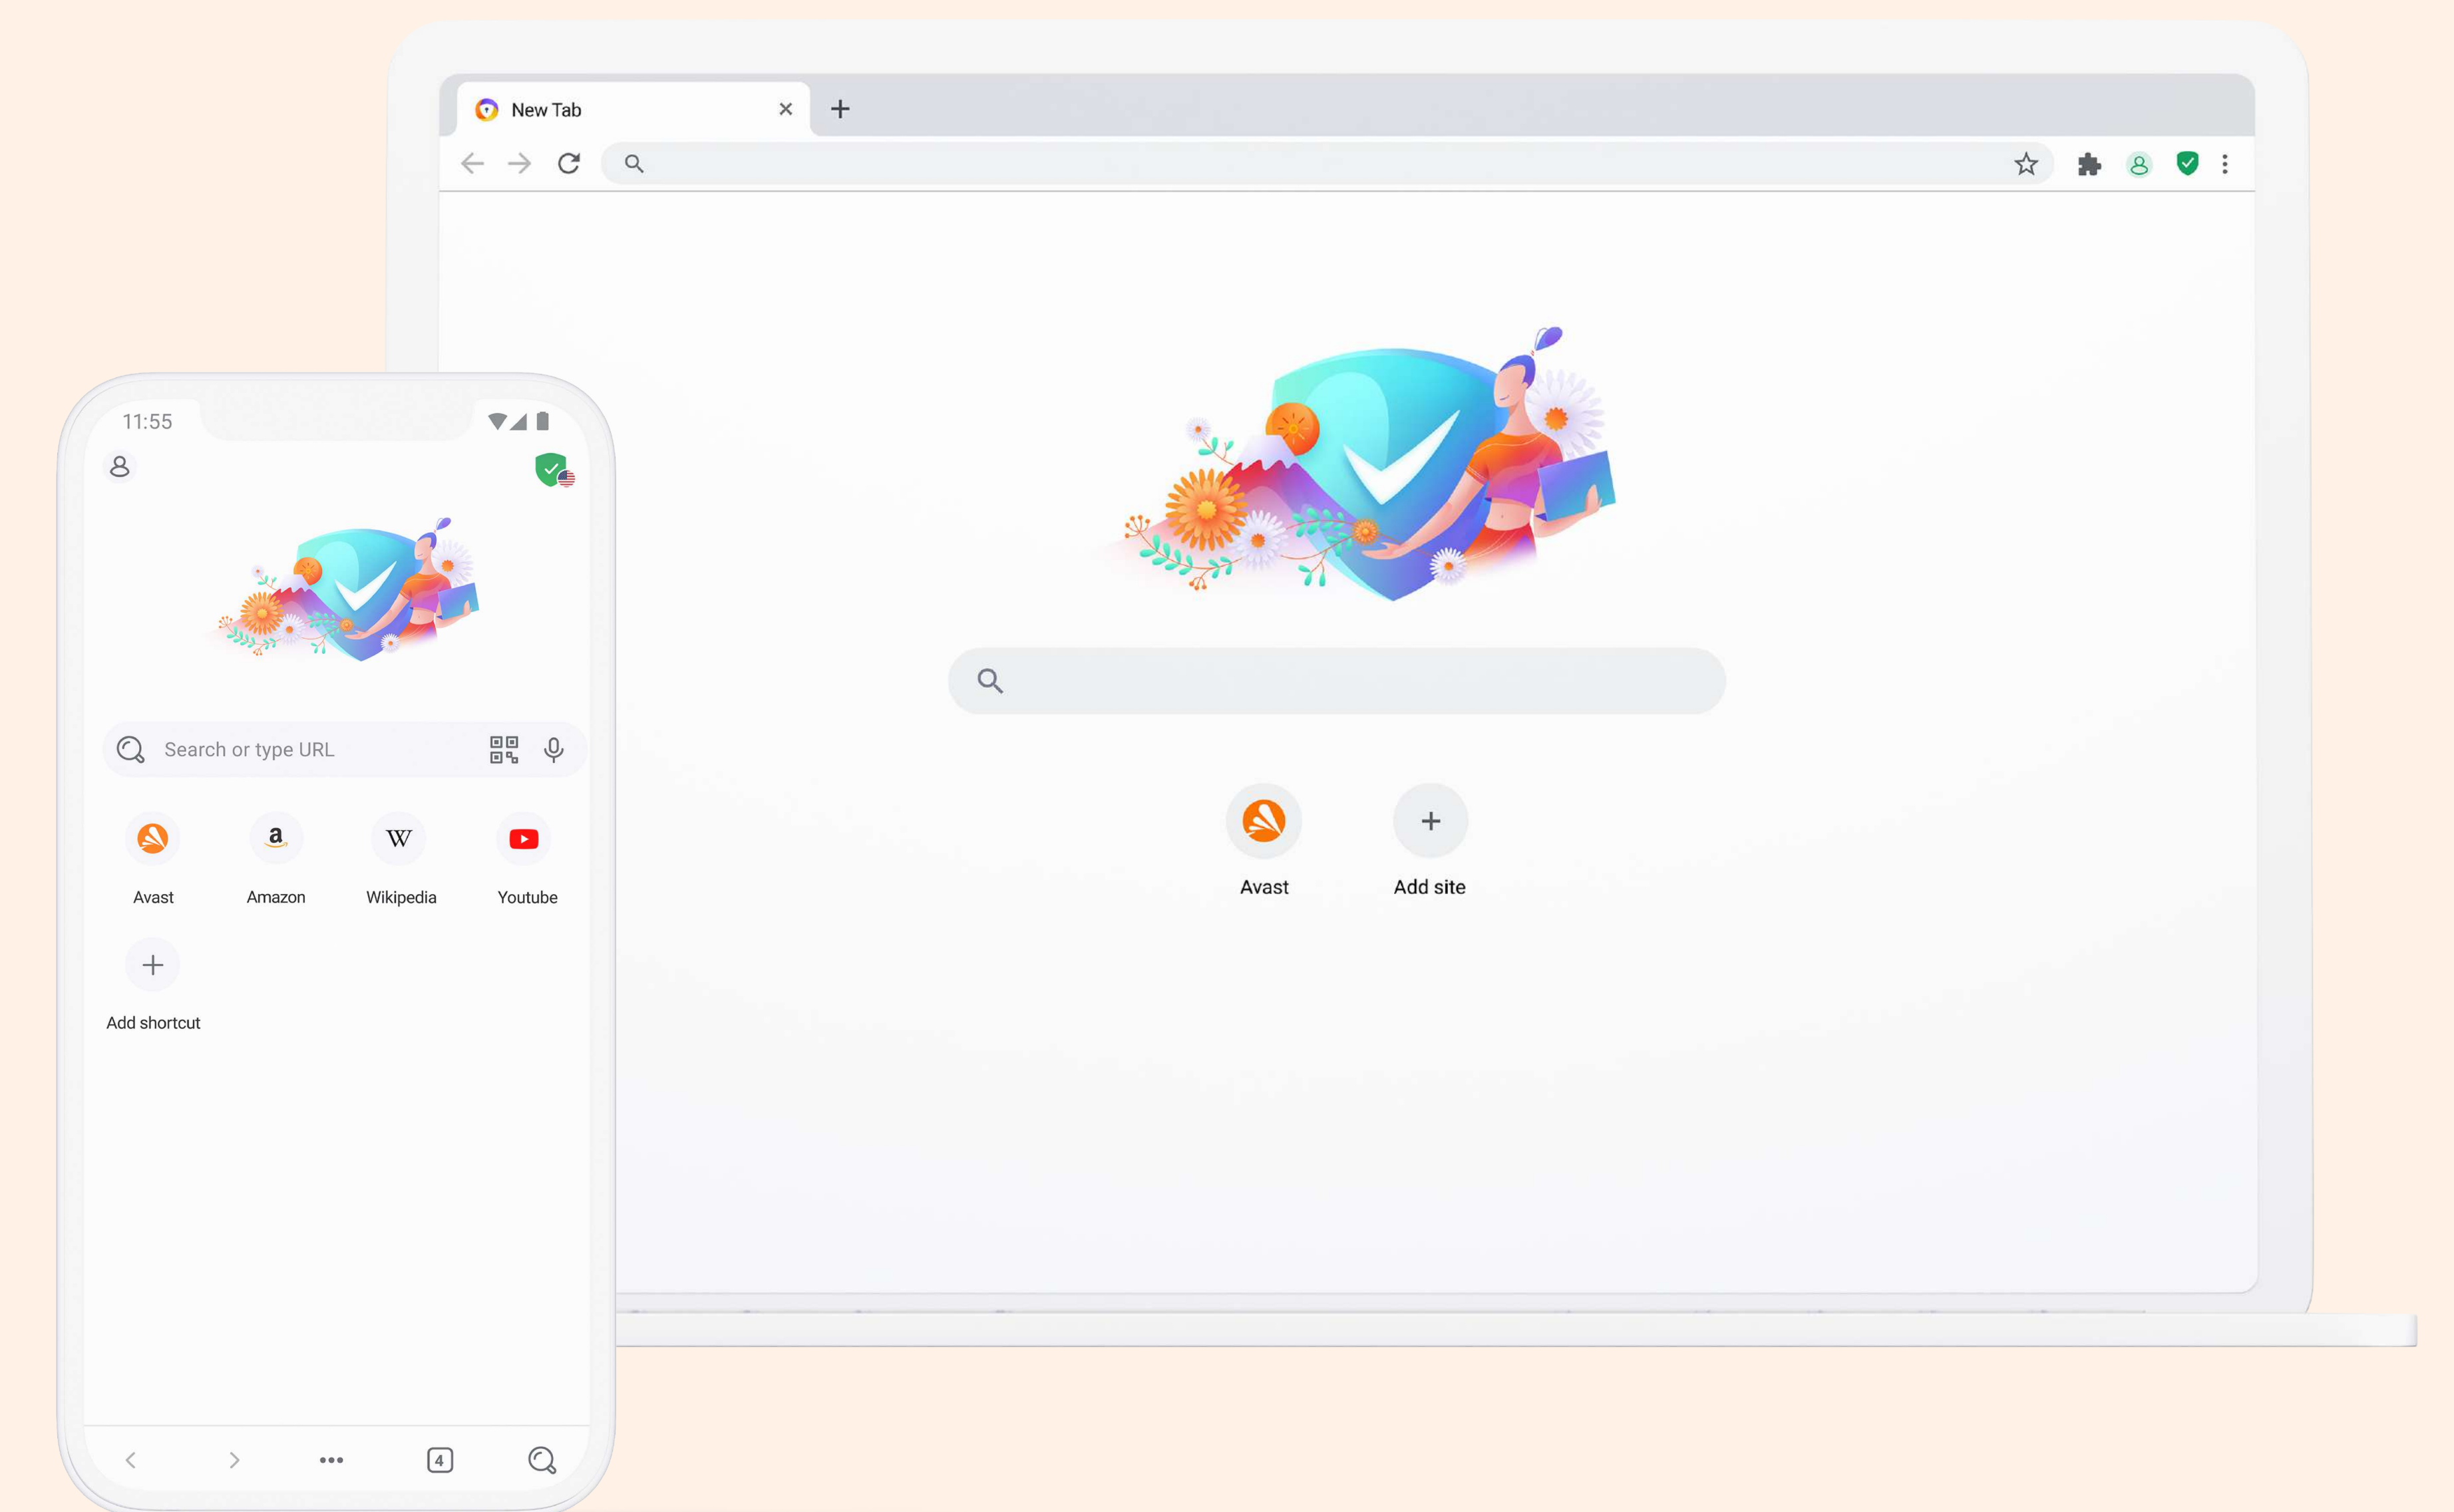 New Tab
11:55
Search or type URL
Avast
Amazon
Wikipedia
Youtube
Add shortcut
4
Avast
Add site